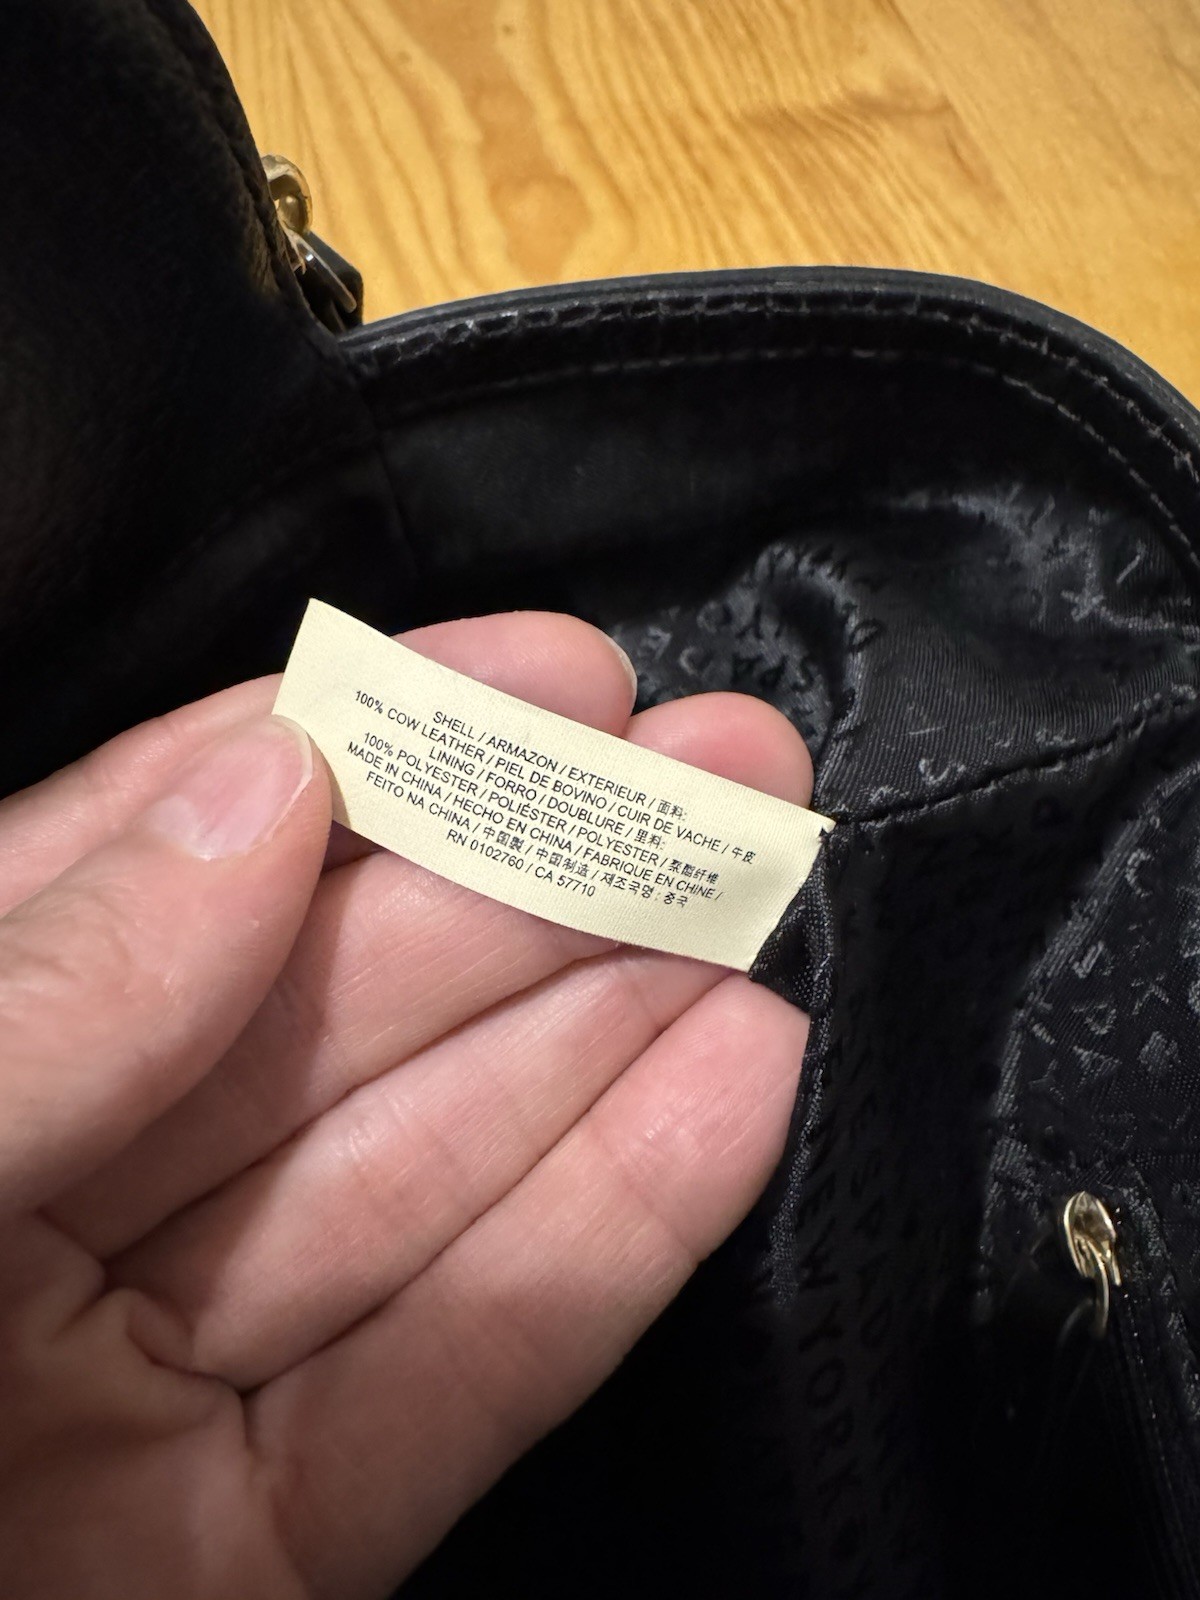 SHELL / ARMAZON / EXTERIEUR / 面料:
100% COW LEATHER / PIEL DE BOVINO / CUIR DE VACHE / 牛皮
LINING / FORRO / DOUBLURE / 里料:
100% POLYESTER / POLIÉSTER / POLYESTER / 聚酯纤维
MADE IN CHINA / HECHO EN CHINA / FABRIQUE EN CHINE /
FEITO NA CHINA / 中国製 / 中国制造 / 제조국명 : 중국
RN 0102760 / CA 57710
SPADE
NEW YORK